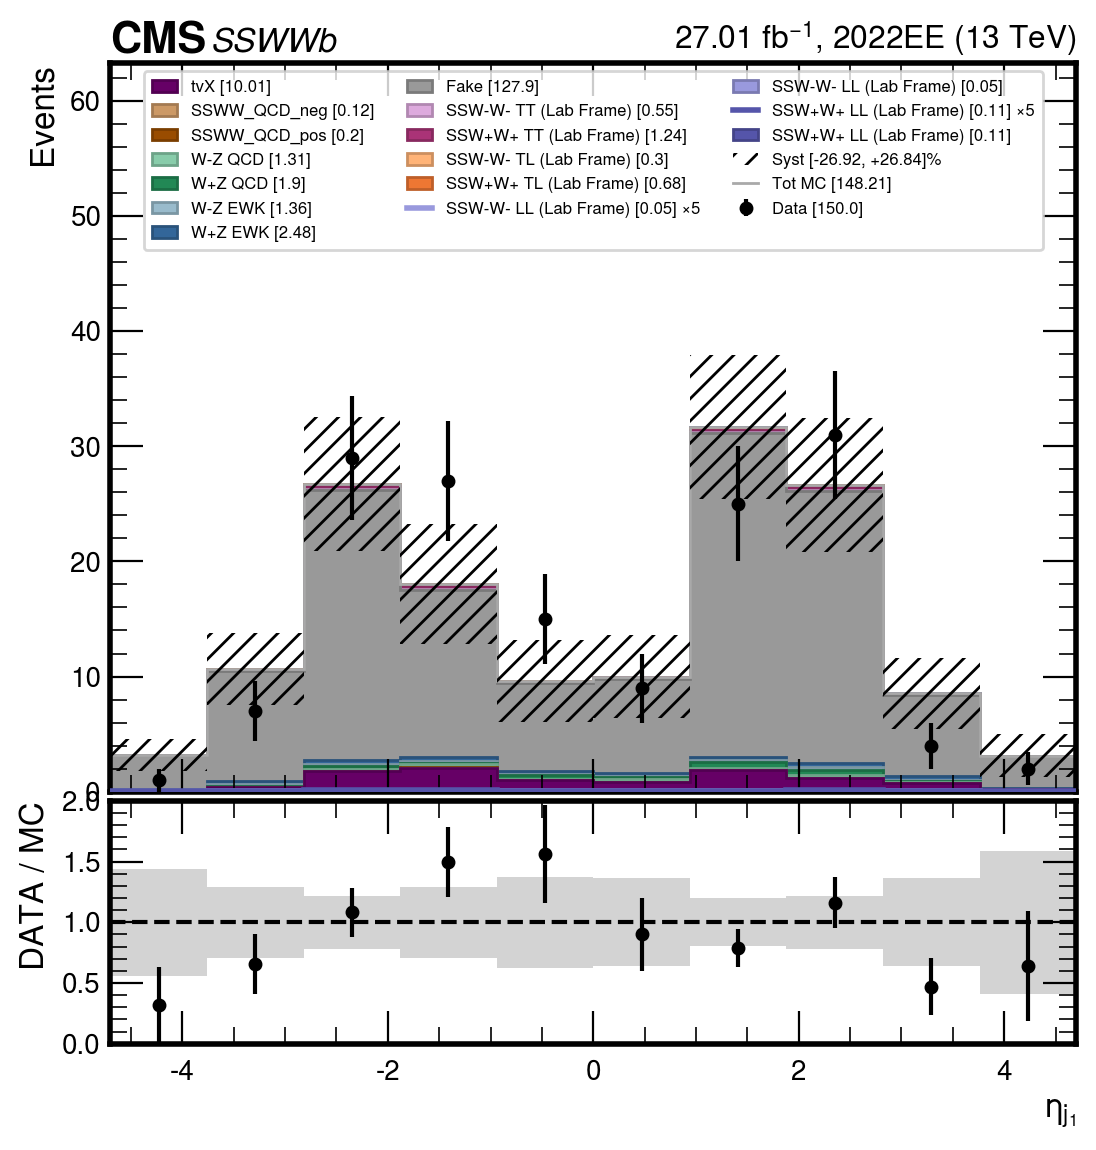 CMS SSWWb 27.01 fb⁻¹, 2022EE (13 TeV)
Events
tvX [10.01]
SSWW_QCD_neg [0.12]
SSWW_QCD_pos [0.2]
W-Z QCD [1.31]
W+Z QCD [1.9]
W-Z EWK [1.36]
W+Z EWK [2.48]
Fake [127.9]
SSW-W- TT (Lab Frame) [0.55]
SSW+W+ TT (Lab Frame) [1.24]
SSW-W- TL (Lab Frame) [0.3]
SSW+W+ TL (Lab Frame) [0.68]
SSW-W- LL (Lab Frame) [0.05] ×5
SSW-W- LL (Lab Frame) [0.05]
SSW+W+ LL (Lab Frame) [0.11] ×5
SSW+W+ LL (Lab Frame) [0.11]
Syst [-26.92, +26.84]%
Tot MC [148.21]
Data [150.0]
60
50
40
30
20
10
0
DATA / MC
2.0
1.5
1.0
0.5
0.0
-4 -2 0 2 4
η_{j_1}